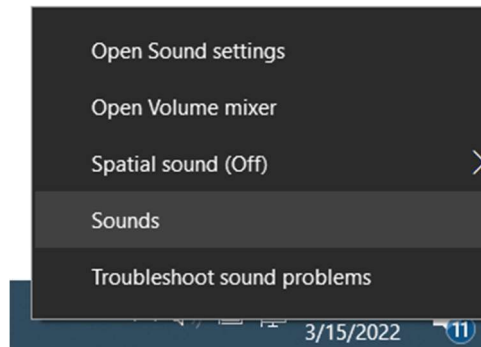 Open Sound settings
Open Volume mixer
Spatial sound (Off)
Sounds
Troubleshoot sound problems
3/15/2022
11